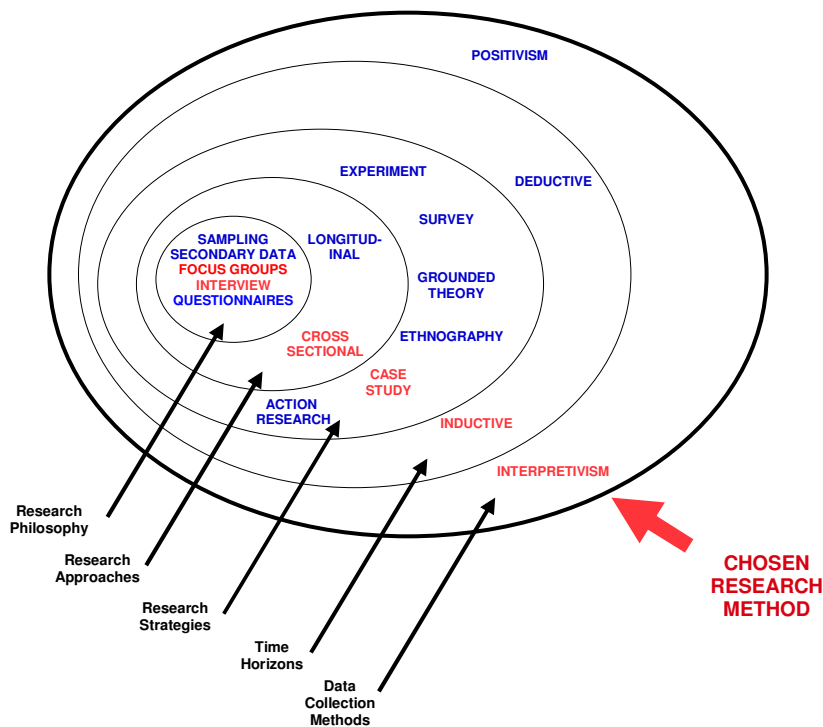 POSITIVISM
EXPERIMENT
DEDUCTIVE
SURVEY
SAMPLING
SECONDARY DATA
FOCUS GROUPS
INTERVIEW
QUESTIONNAIRES
LONGITUD-
INAL
GROUNDED
THEORY
CROSS
SECTIONAL
ETHNOGRAPHY
CASE
STUDY
ACTION
RESEARCH
INDUCTIVE
INTERPRETIVISM
Research
Philosophy
Research
Approaches
Research
Strategies
Time
Horizons
Data
Collection
Methods
CHOSEN
RESEARCH
METHOD